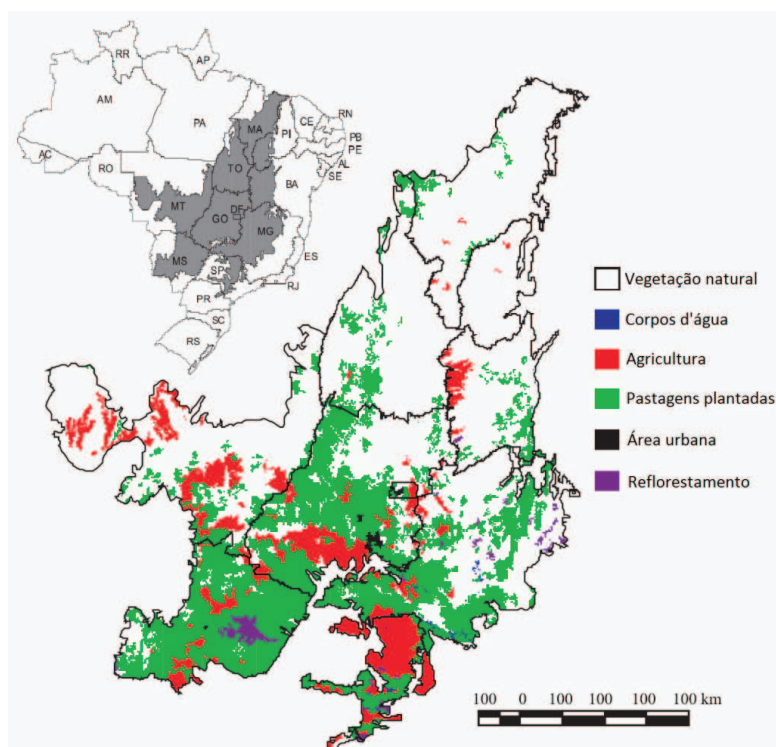 RR
AP
AM
PA
MA
CE
RN
PI
PB
PE
AC
TO
AL
RO
SE
BA
MT
DF
GO
MG
MS
ES
SP
RJ
PR
SC
RS
Vegetação natural
Corpos d'água
Agricultura
Pastagens plantadas
Área urbana
Reflorestamento
100 0 100 100 100 100 km